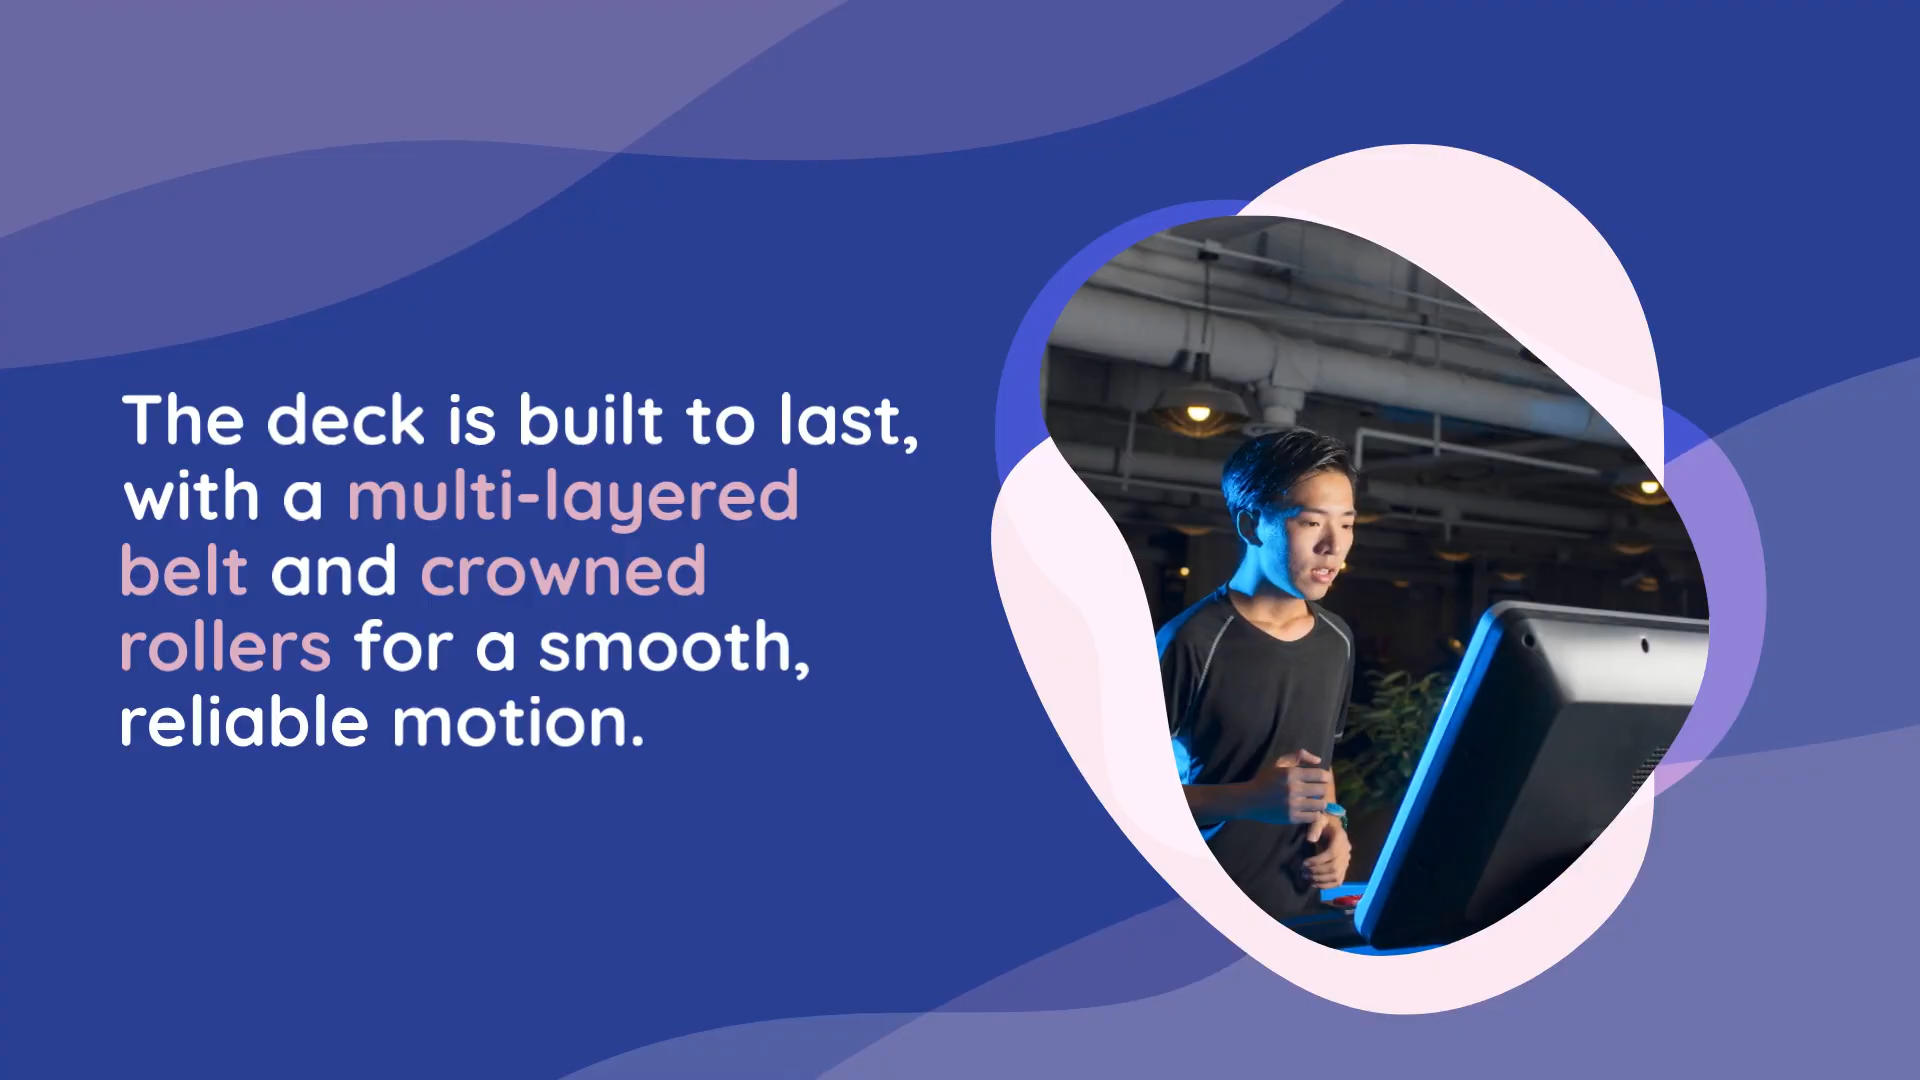 The deck is built to last,
with a multi-layered
belt and crowned
rollers for a smooth,
reliable motion.